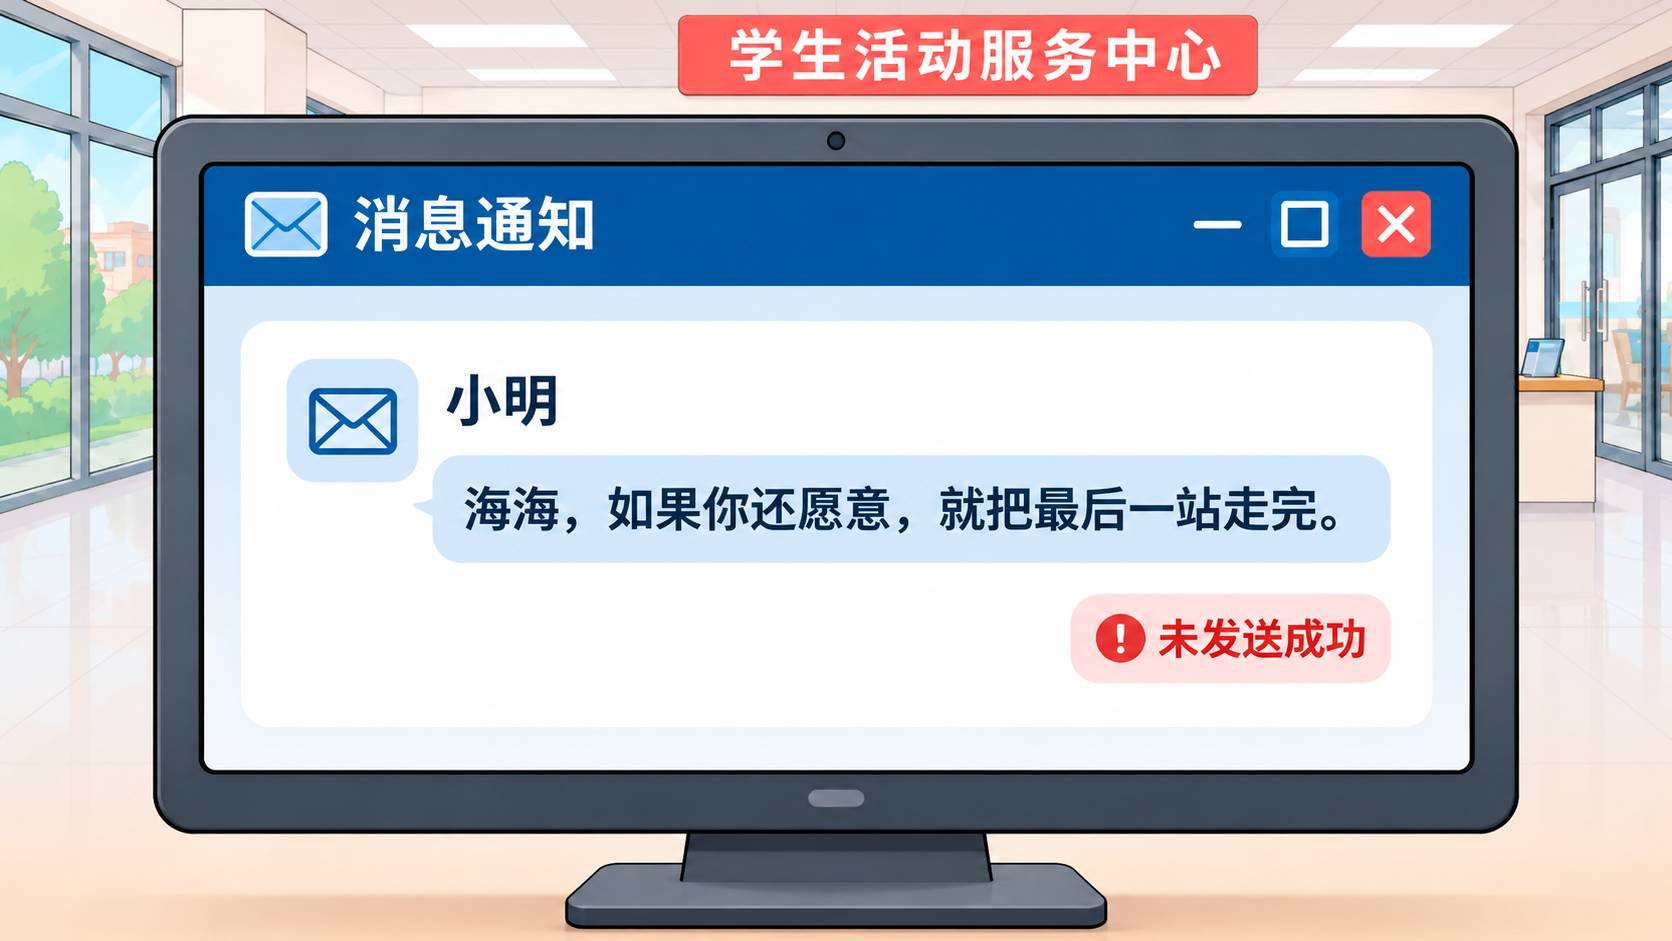 学生活动服务中心
消息通知
小明
海海，如果你还愿意，就把最后一站走完。
未发送成功